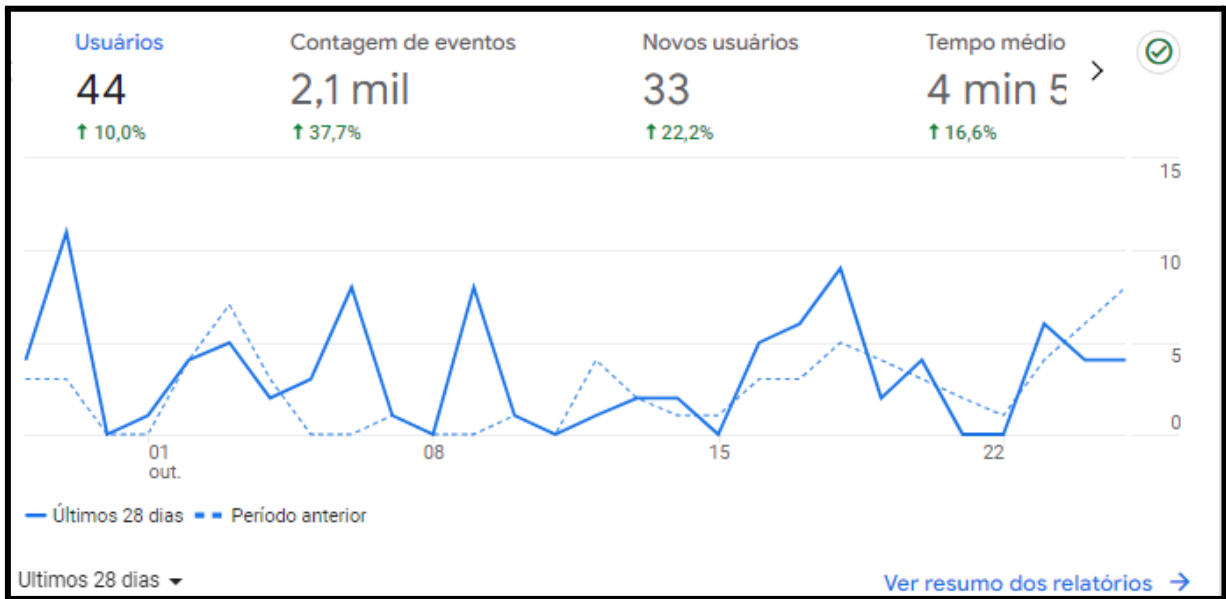 Usuários Contagem de eventos Novos usuários Tempo médio
44 2,1 mil 33 4 min 5
↑ 10,0% ↑ 37,7% ↑ 22,2% ↑ 16,6%
15
10
5
0
01 08 15 22
out.
Últimos 28 dias Período anterior
Ultimos 28 dias Ver resumo dos relatórios →